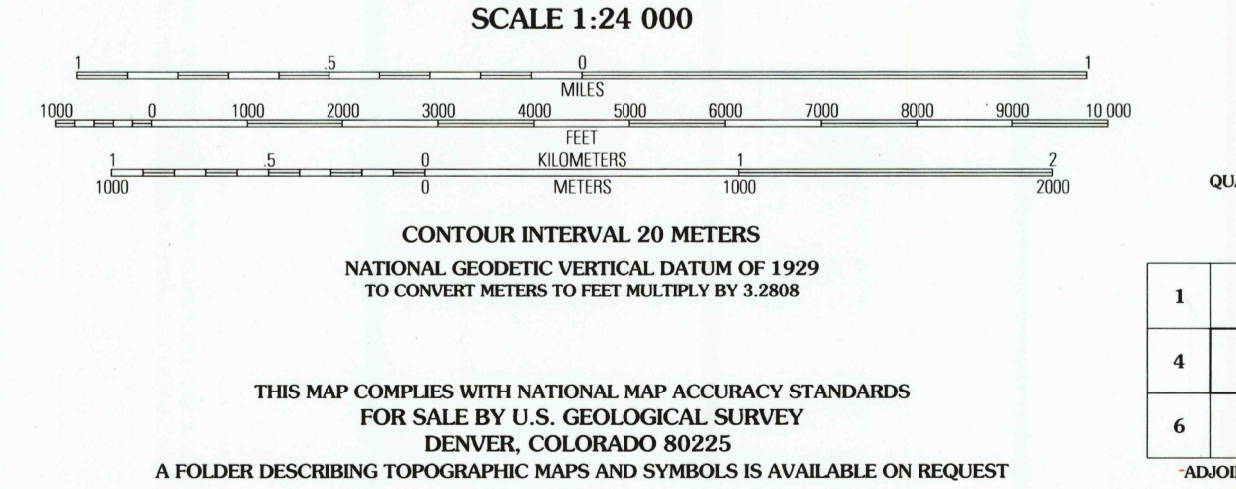 SCALE 1:24 000
1 .5 0 1
MILES
1000 0 1000 2000 3000 4000 5000 6000 7000 8000 9000 10 000
FEET
1 .5 0 KILOMETERS 1 2
1000 0 METERS 1000 2000
QUA
CONTOUR INTERVAL 20 METERS
NATIONAL GEODETIC VERTICAL DATUM OF 1929
TO CONVERT METERS TO FEET MULTIPLY BY 3.2808
1
4
6
THIS MAP COMPLIES WITH NATIONAL MAP ACCURACY STANDARDS
FOR SALE BY U.S. GEOLOGICAL SURVEY
DENVER, COLORADO 80225
A FOLDER DESCRIBING TOPOGRAPHIC MAPS AND SYMBOLS IS AVAILABLE ON REQUEST
ADJOI